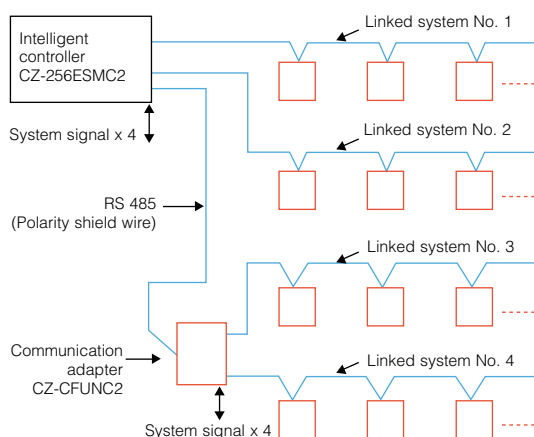 Intelligent
controller
CZ-256ESMC2
Linked system No. 1
System signal x 4
Linked system No. 2
RS 485
(Polarity shield wire)
Linked system No. 3
Communication
adapter
CZ-CFUNC2
Linked system No. 4
System signal x 4